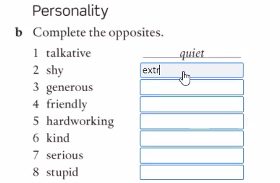 Personality
b Complete the opposites.
1 talkative quiet
2 shy extr
3 generous
4 friendly
5 hardworking
6 kind
7 serious
8 stupid